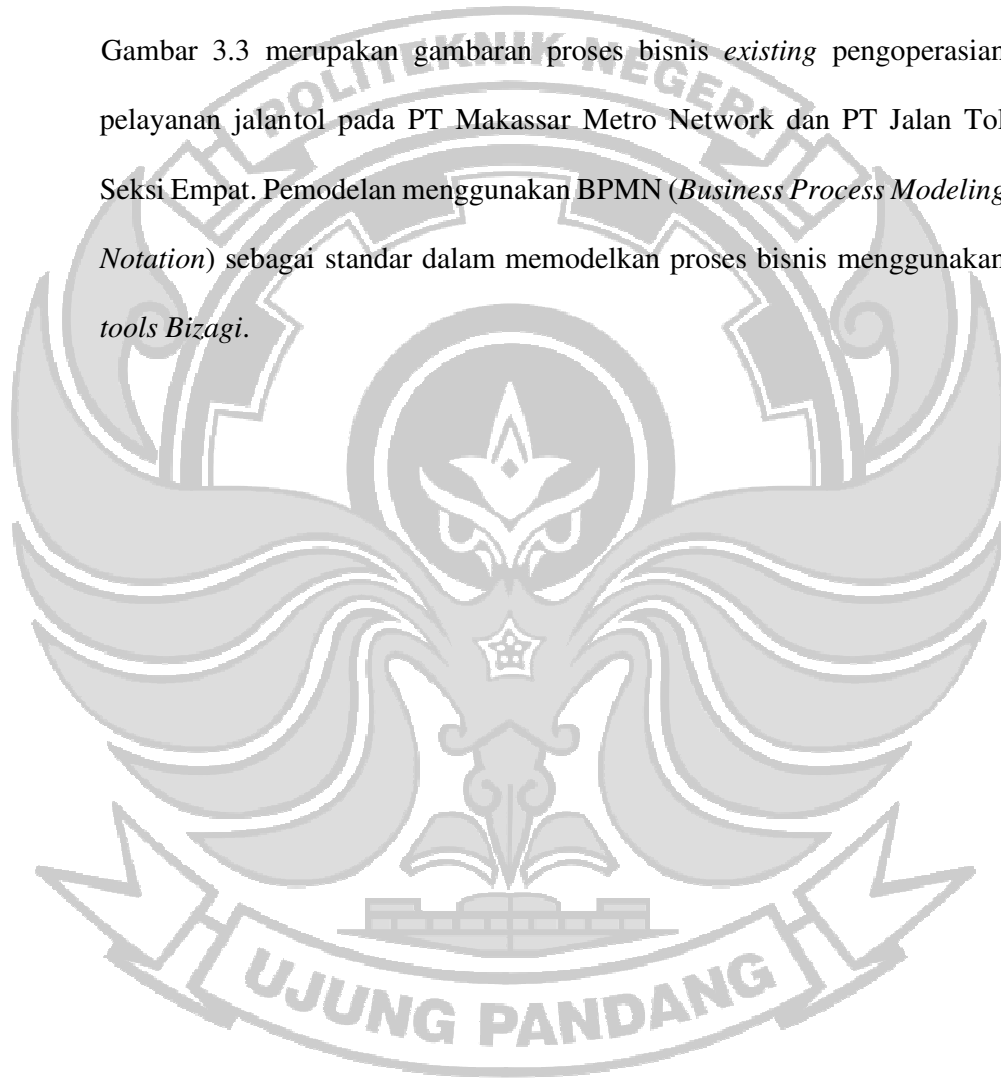 Gambar 3.3 merupakan gambaran proses bisnis existing pengoperasian
pelayanan jalantol pada PT Makassar Metro Network dan PT Jalan Tol
Seksi Empat. Pemodelan menggunakan BPMN (Business Process Modeling
Notation) sebagai standar dalam memodelkan proses bisnis menggunakan
tools Bizagi.
POLITEKNIK NEGERI
UJUNG PANDANG